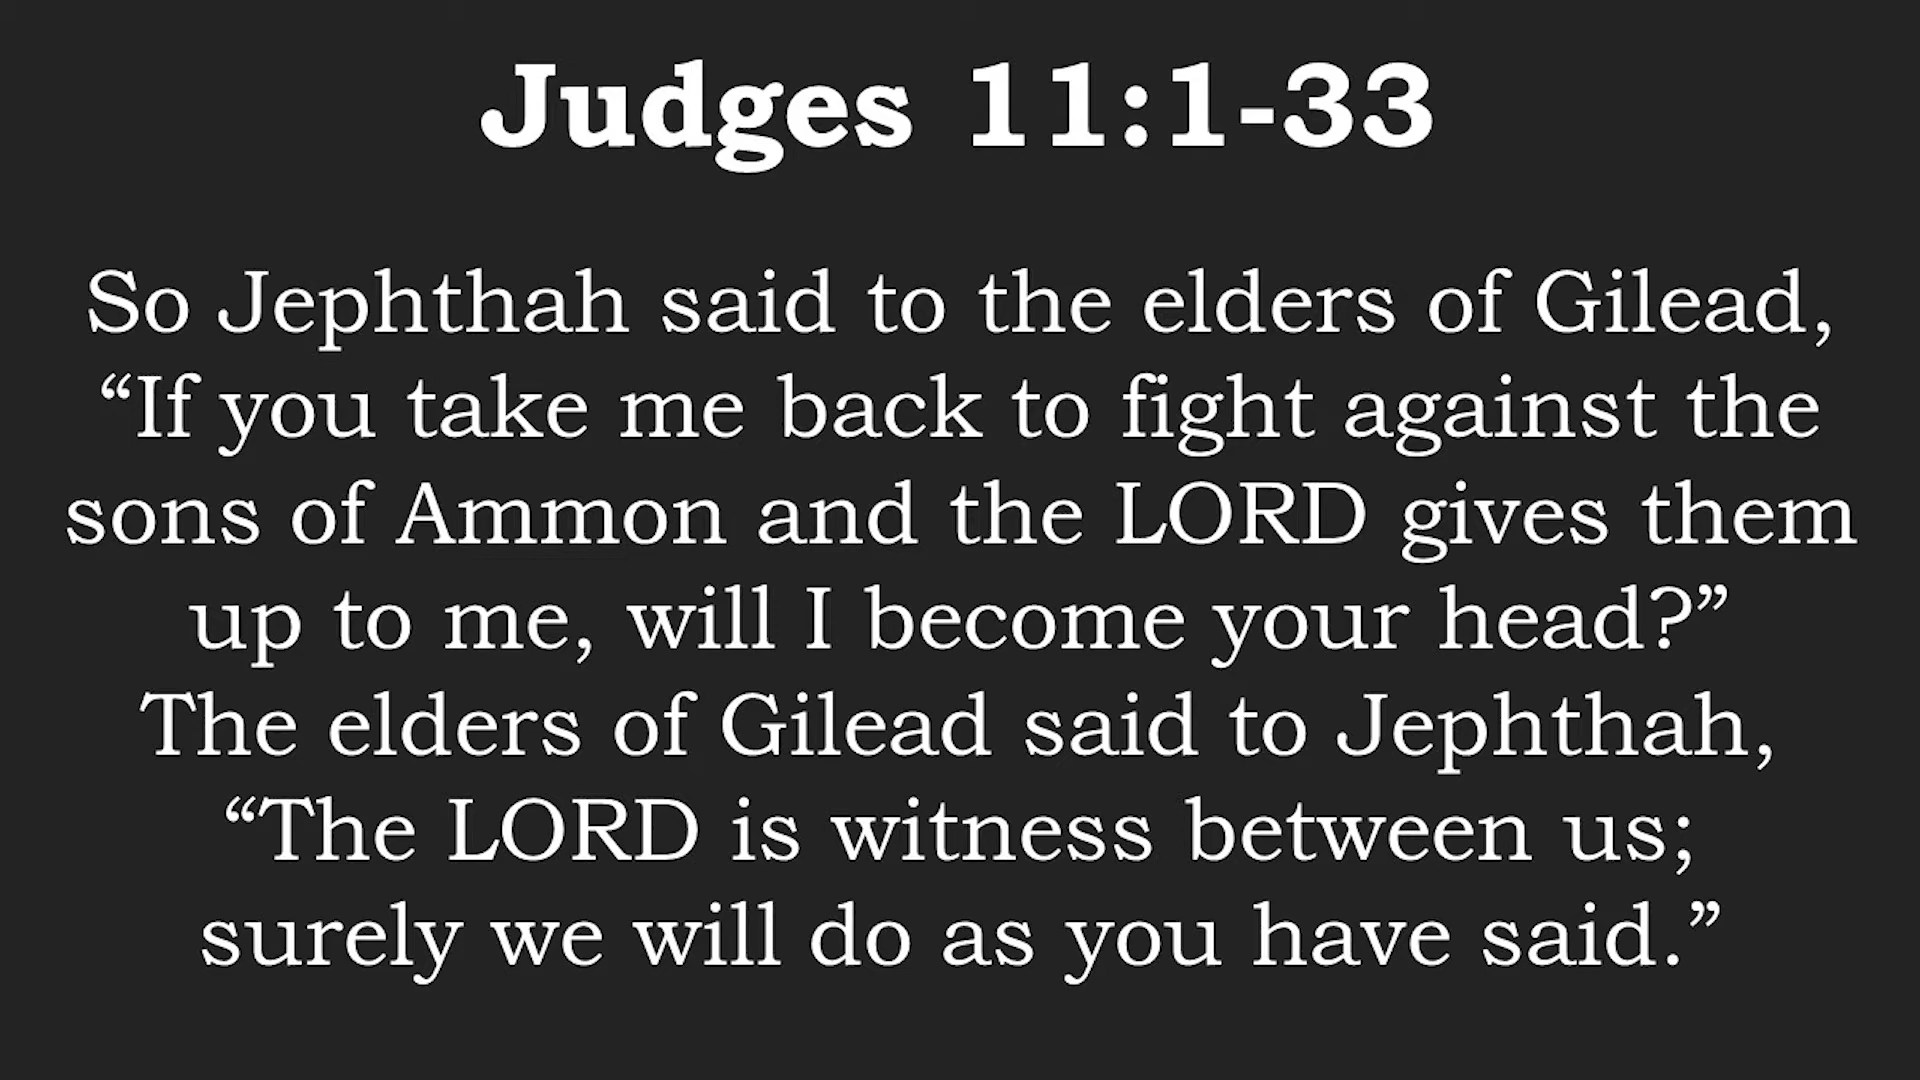 Judges 11:1-33
So Jephthah said to the elders of Gilead,
“If you take me back to fight against the
sons of Ammon and the LORD gives them
up to me, will I become your head?”
The elders of Gilead said to Jephthah,
“The LORD is witness between us;
surely we will do as you have said.”